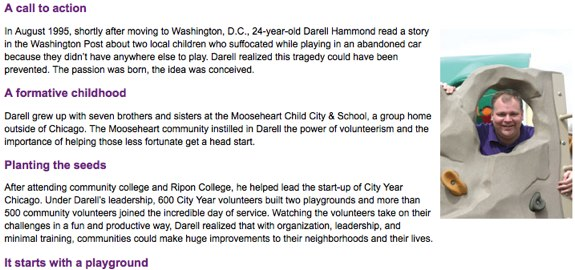 A call to action
In August 1995, shortly after moving to Washington, D.C., 24-year-old Darell Hammond read a story
in the Washington Post about two local children who suffocated while playing in an abandoned car
because they didn't have anywhere else to play. Darell realized this tragedy could have been
prevented. The passion was born, the idea was conceived.
A formative childhood
Darell grew up with seven brothers and sisters at the Mooseheart Child City & School, a group home
outside of Chicago. The Mooseheart community instilled in Darell the power of volunteerism and the
importance of helping those less fortunate get a head start.
Planting the seeds
After attending community college and Ripon College, he helped lead the start-up of City Year
Chicago. Under Darell's leadership, 600 City Year volunteers built two playgrounds and more than
500 community volunteers joined the incredible day of service. Watching the volunteers take on their
challenges in a fun and productive way, Darell realized that with organization, leadership, and
minimal training, communities could make huge improvements to their neighborhoods and their lives.
It starts with a playground